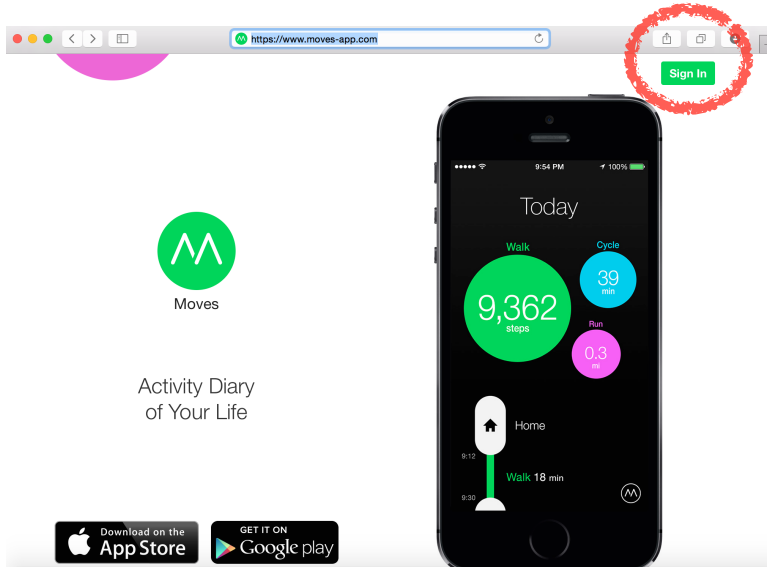 https://www.moves-app.com
Sign In
9:54 PM
100%
Today
Walk
Cycle
9,362
steps
39
min
Run
0.3
mi
Moves
Activity Diary
of Your Life
Home
9:12
Walk 18 min
9:30
Download on the
App Store
GET IT ON
Google play